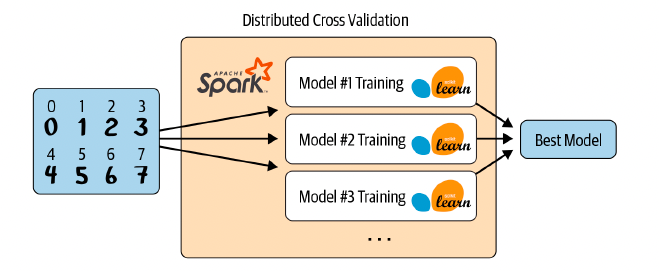 Distributed Cross Validation
APACHE
Spark
0 1 2 3
0 1 2 3
4 5 6 7
4 5 6 7
Model #1 Training
learn
Model #2 Training
learn
Model #3 Training
learn
...
Best Model